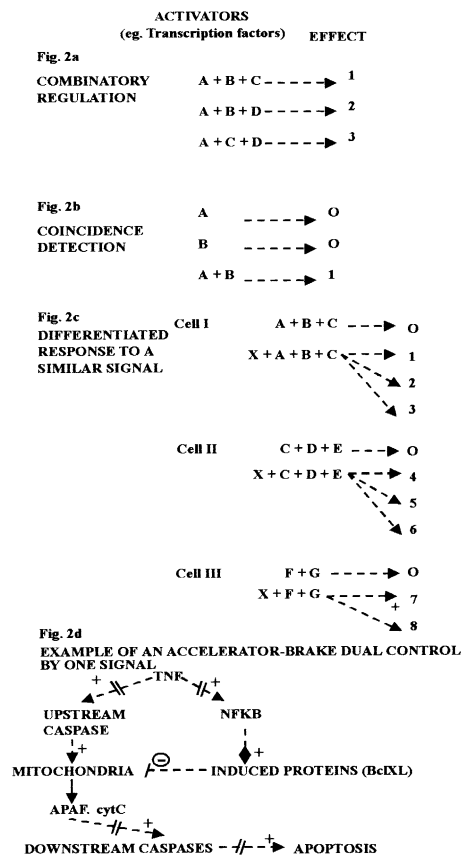 ACTIVATORS
(eg. Transcription factors) EFFECT
Fig. 2a
COMBINATORY
REGULATION
A + B + C 1
A + B + D 2
A + C + D 3
Fig. 2b
COINCIDENCE
DETECTION
A O
B O
A + B 1
Fig. 2c
DIFFERENTIATED
RESPONSE TO A
SIMILAR SIGNAL
Cell I A + B + C O
X + A + B + C 1
2
3
Cell II C + D + E O
X + C + D + E 4
5
6
Cell III F + G O
X + F + G 7
+
8
Fig. 2d
EXAMPLE OF AN ACCELERATOR-BRAKE DUAL CONTROL
BY ONE SIGNAL
+ TNF +
UPSTREAM
CASPASE
NFKB
+ +
MITOCHONDRIA - INDUCED PROTEINS (BclXL)
APAF. cytC
+
DOWNSTREAM CASPASES + APOPTOSIS